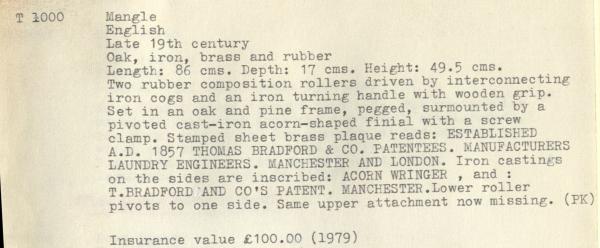 T 1000 Mangle
English
Late 19th century
Oak, iron, brass and rubber
Length: 86 cms. Depth: 17 cms. Height: 49.5 cms.
Two rubber composition rollers driven by interconnecting
iron cogs and an iron turning handle with wooden grip.
Set in an oak and pine frame, pegged, surmounted by a
pivoted cast-iron acorn-shaped finial with a screw
clamp. Stamped sheet brass plaque reads: ESTABLISHED
A.D. 1857 THOMAS BRADFORD & CO. PATENTEES. MANUFACTURERS
LAUNDRY ENGINEERS. MANCHESTER AND LONDON. Iron castings
on the sides are inscribed: ACORN WRINGER , and :
T.BRADFORD AND CO'S PATENT. MANCHESTER.Lower roller
pivots to one side. Same upper attachment now missing. (PK)
Insurance value £100.00 (1979)